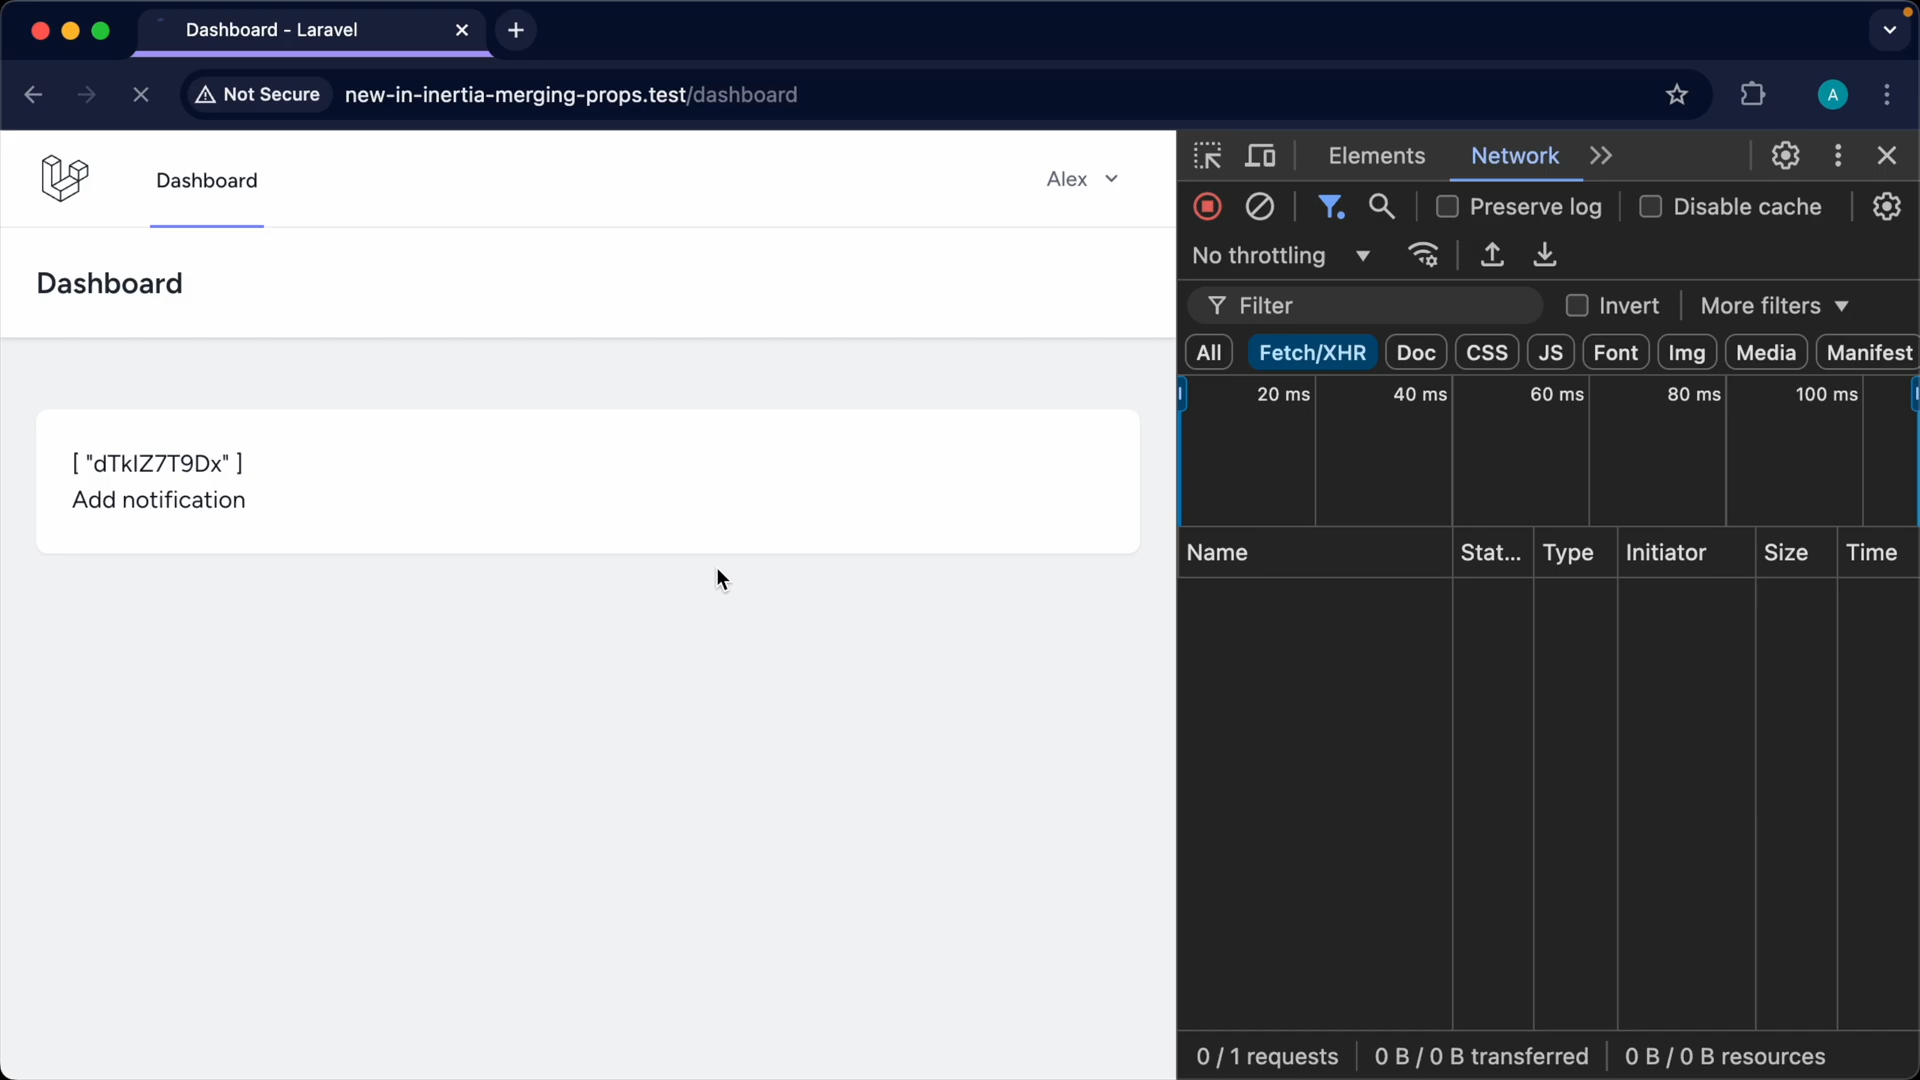 Dashboard - Laravel
Not Secure
new-in-inertia-merging-props.test/dashboard
A
Dashboard
Alex
Dashboard
[ "dTkIZ7T9Dx" ]
Add notification
Elements
Network
Preserve log
Disable cache
No throttling
Filter
Invert
More filters
All
Fetch/XHR
Doc
CSS
JS
Font
Img
Media
Manifest
20 ms
40 ms
60 ms
80 ms
100 ms
Name
Stat...
Type
Initiator
Size
Time
0 / 1 requests
0 B / 0 B transferred
0 B / 0 B resources